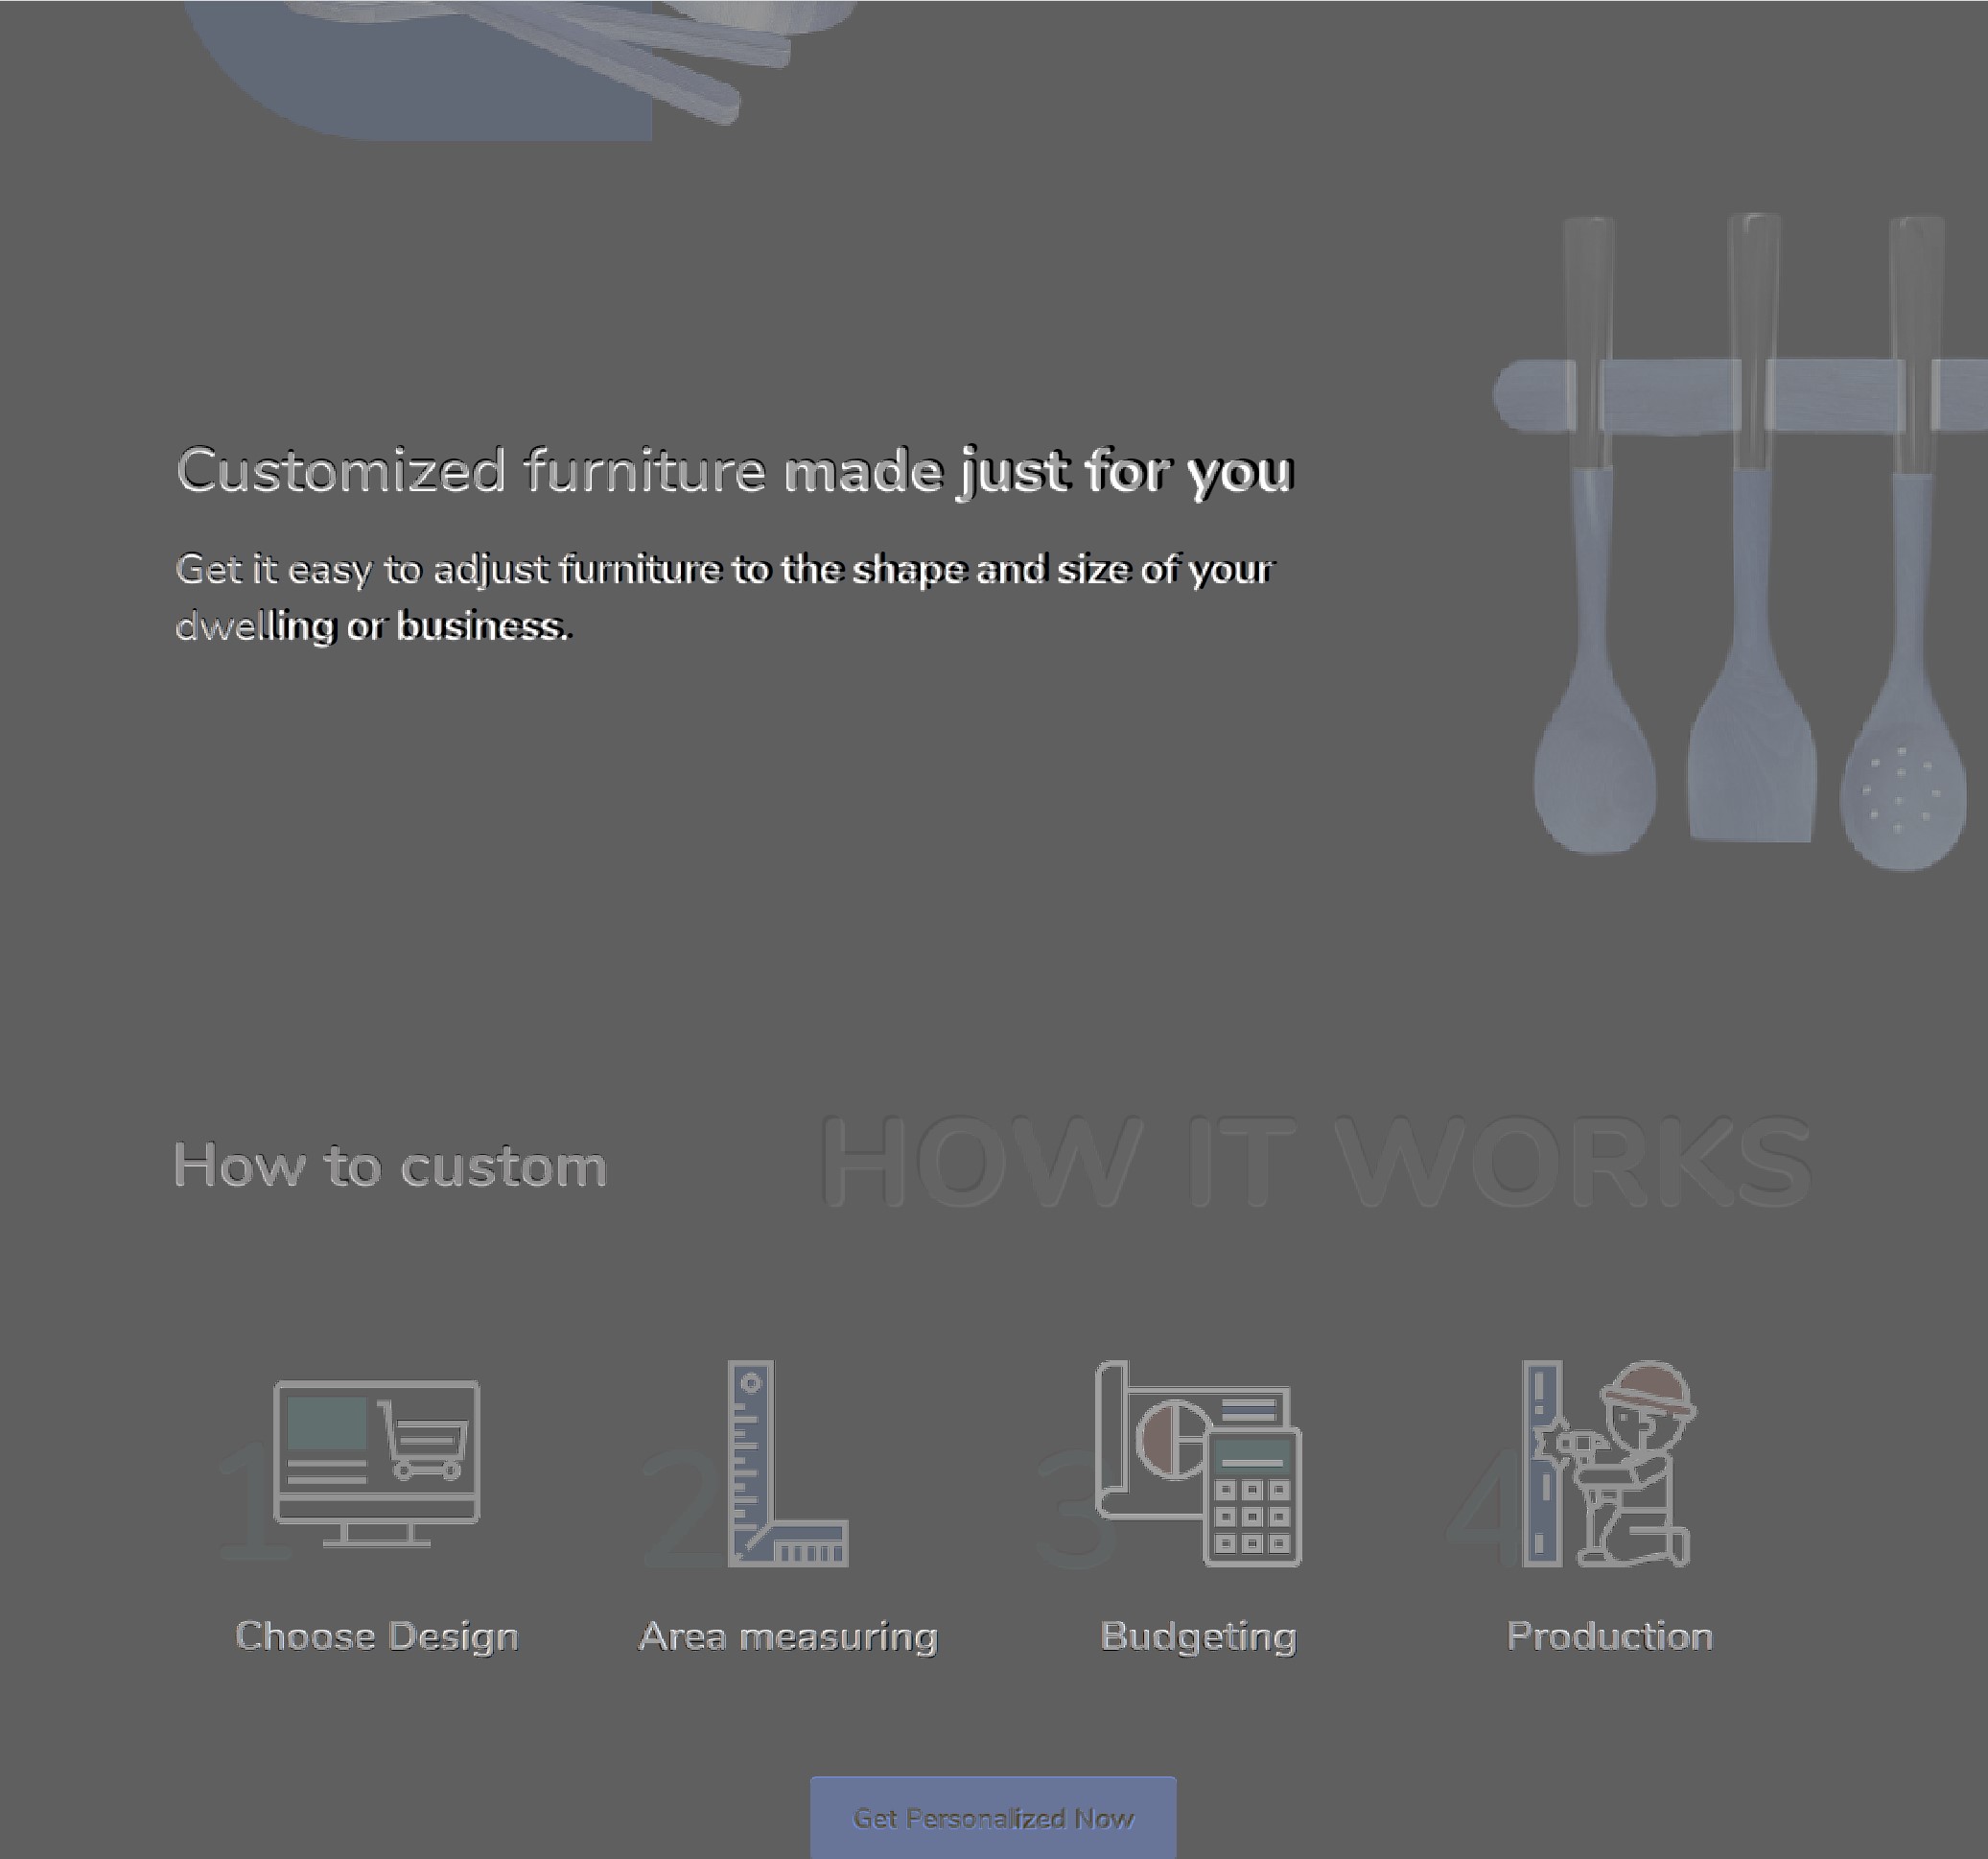 Customized furniture made just for you
Get it easy to adjust furniture to the shape and size of your
dwelling or business.
How to custom
HOW IT WORKS
1
2
3
4
Choose Design
Area measuring
Budgeting
Production
Get Personalized Now